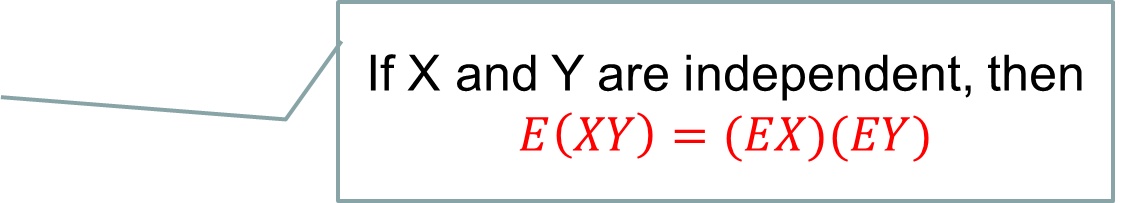 If X and Y are independent, then
E(XY) = (EX)(EY)